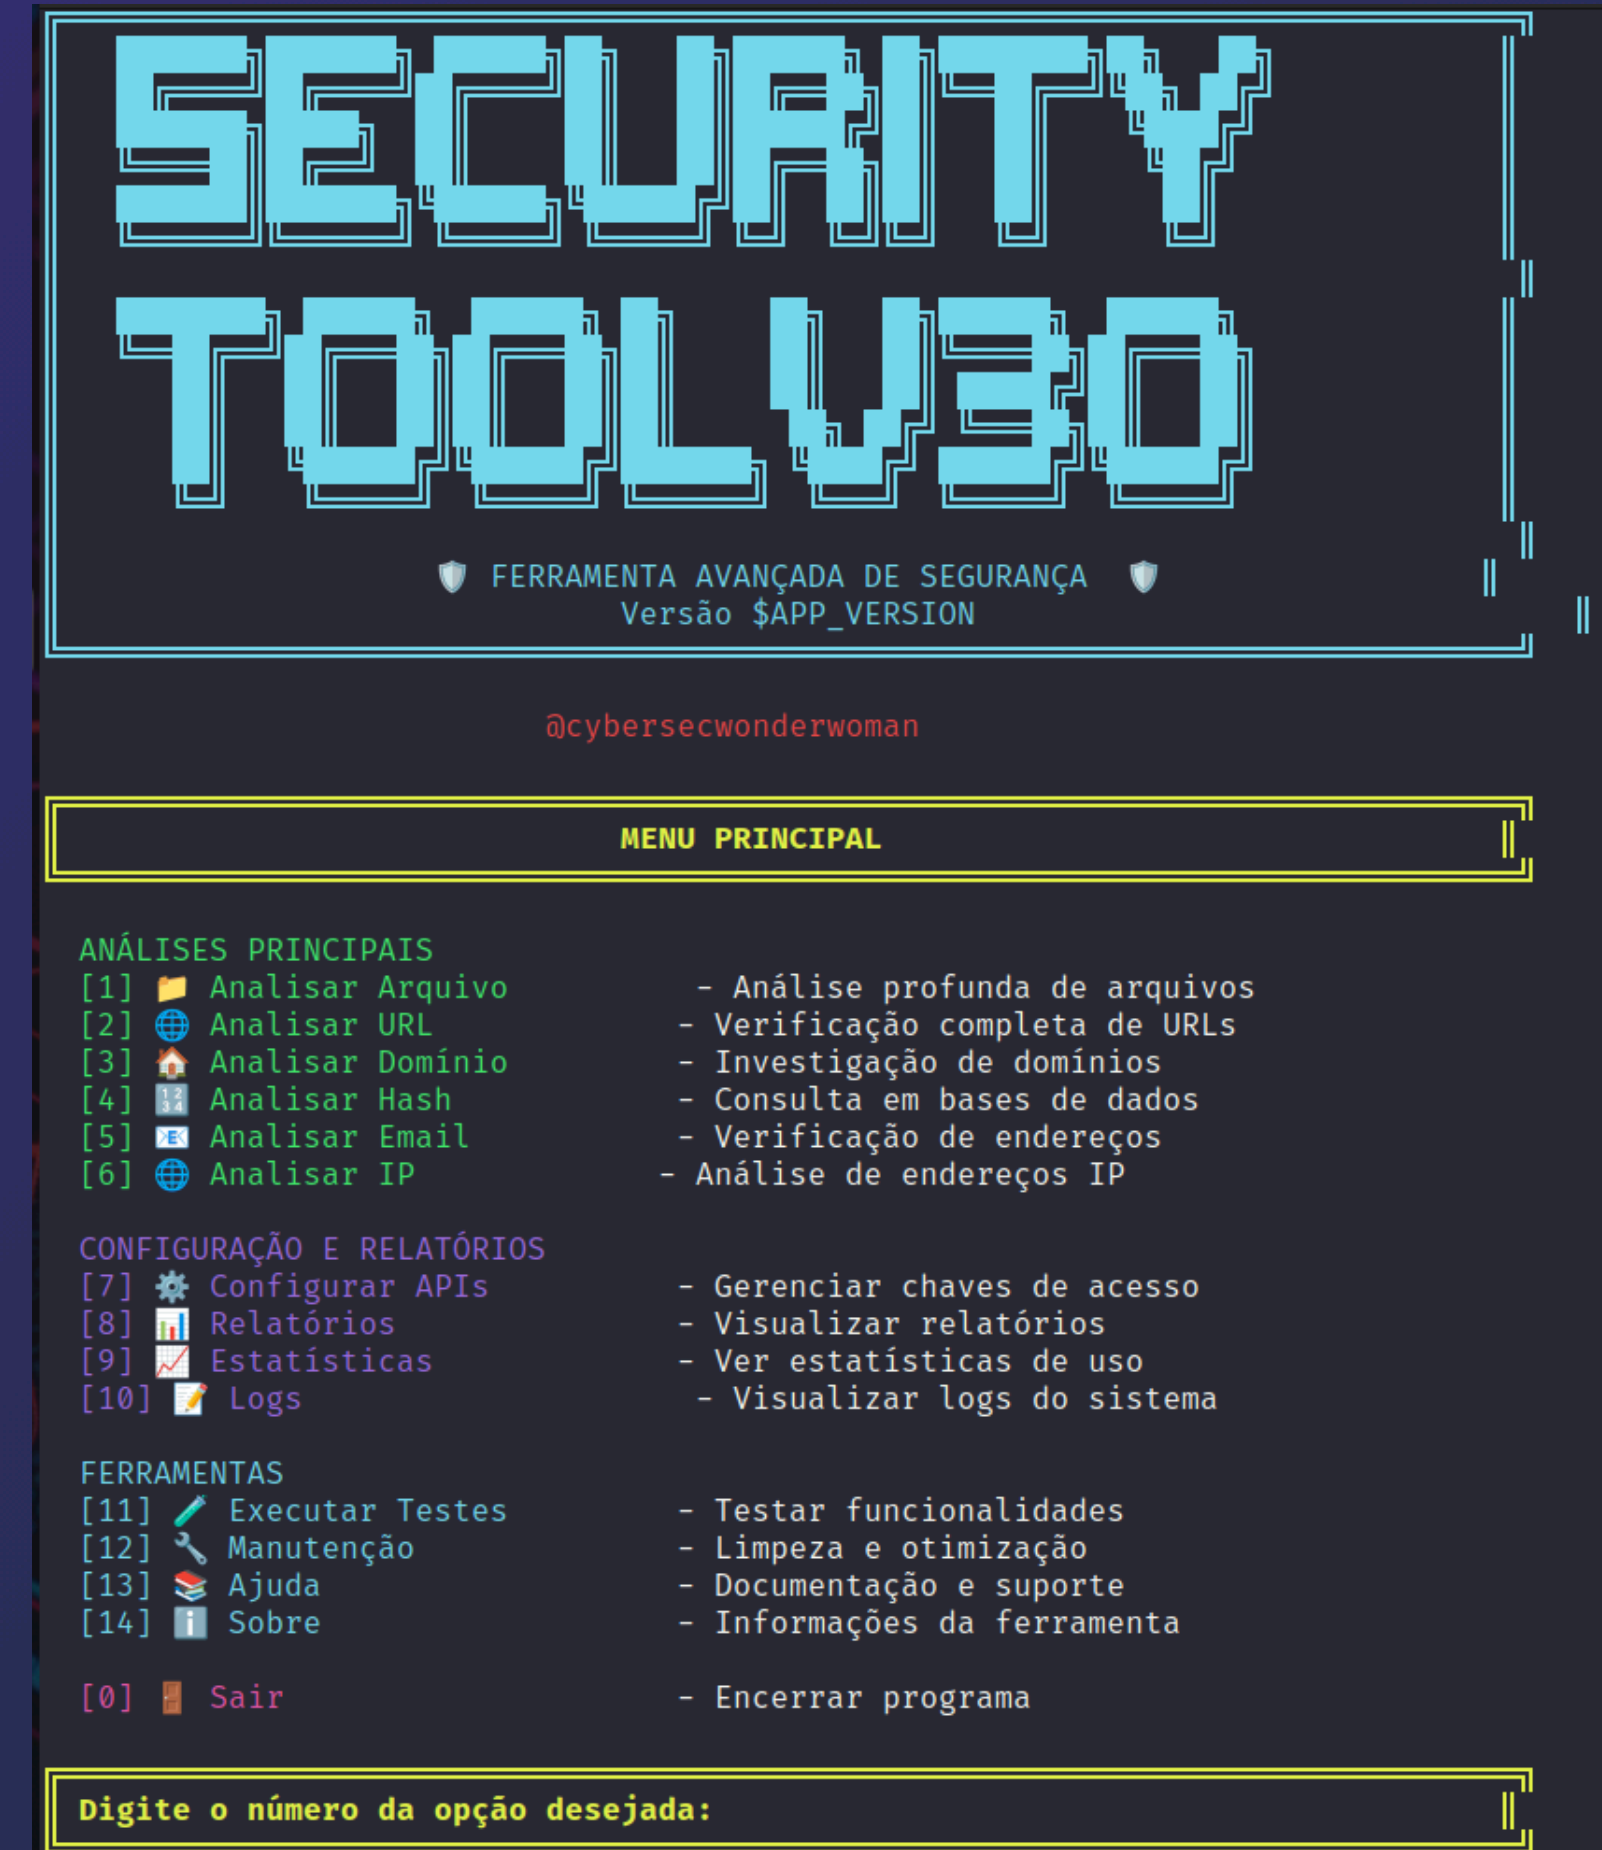 SECURITY
TOOL V30
🛡️ FERRAMENTA AVANÇADA DE SEGURANÇA 🛡️
Versão $APP_VERSION
@cybersecwonderwoman
MENU PRINCIPAL
ANÁLISES PRINCIPAIS
[1] 📁 Analisar Arquivo - Análise profunda de arquivos
[2] 🌐 Analisar URL - Verificação completa de URLs
[3] 🏠 Analisar Domínio - Investigação de domínios
[4] 🔢 Analisar Hash - Consulta em bases de dados
[5] 📧 Analisar Email - Verificação de endereços
[6] 🌐 Analisar IP - Análise de endereços IP
CONFIGURAÇÃO E RELATÓRIOS
[7] ⚙️ Configurar APIs - Gerenciar chaves de acesso
[8] 📊 Relatórios - Visualizar relatórios
[9] 📈 Estatísticas - Ver estatísticas de uso
[10] 📝 Logs - Visualizar logs do sistema
FERRAMENTAS
[11] 🧪 Executar Testes - Testar funcionalidades
[12] 🔧 Manutenção - Limpeza e otimização
[13] 📚 Ajuda - Documentação e suporte
[14] ℹ️ Sobre - Informações da ferramenta
[0] 🚪 Sair - Encerrar programa
Digite o número da opção desejada: